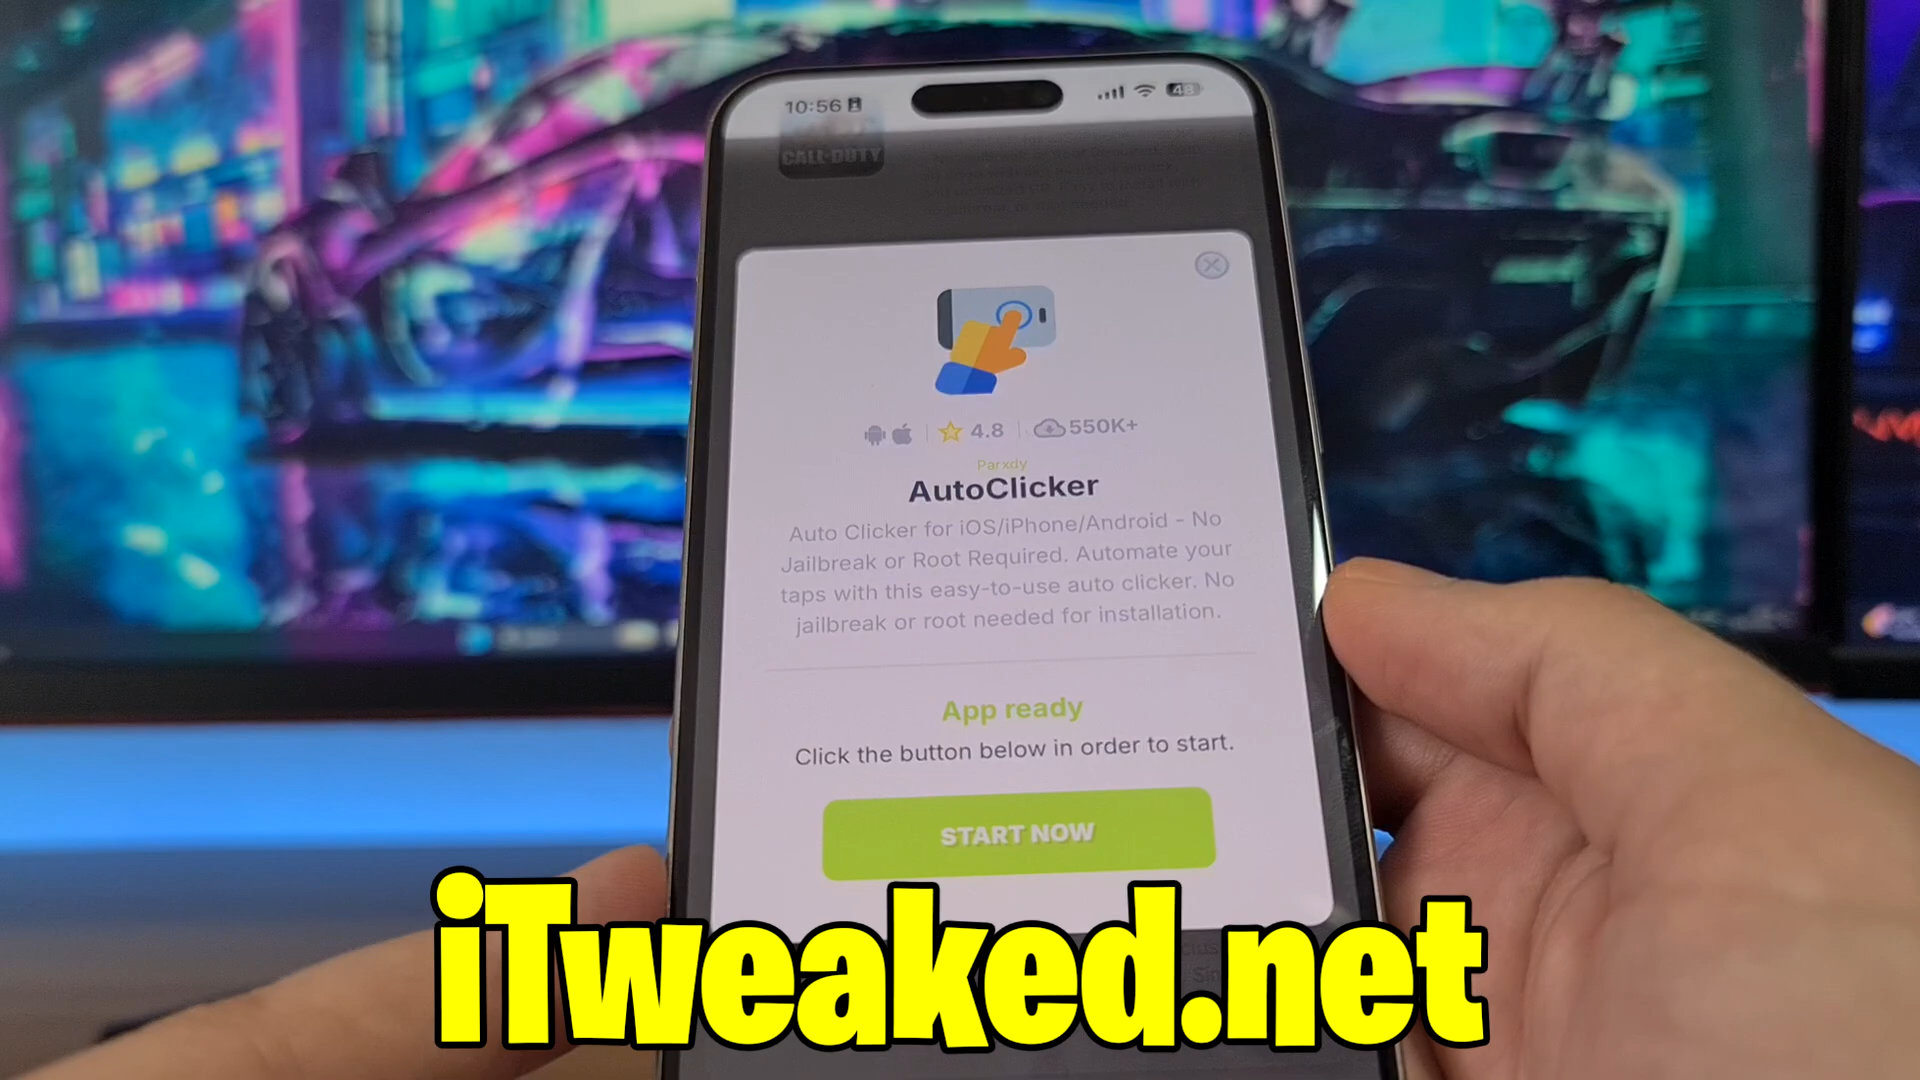 10:56
48
CALL·DUTY
4.8
550K+
Parxdy
AutoClicker
Auto Clicker for iOS/iPhone/Android - No
Jailbreak or Root Required. Automate your
taps with this easy-to-use auto clicker. No
jailbreak or root needed for installation.
App ready
Click the button below in order to start.
START NOW
iTweaked.net